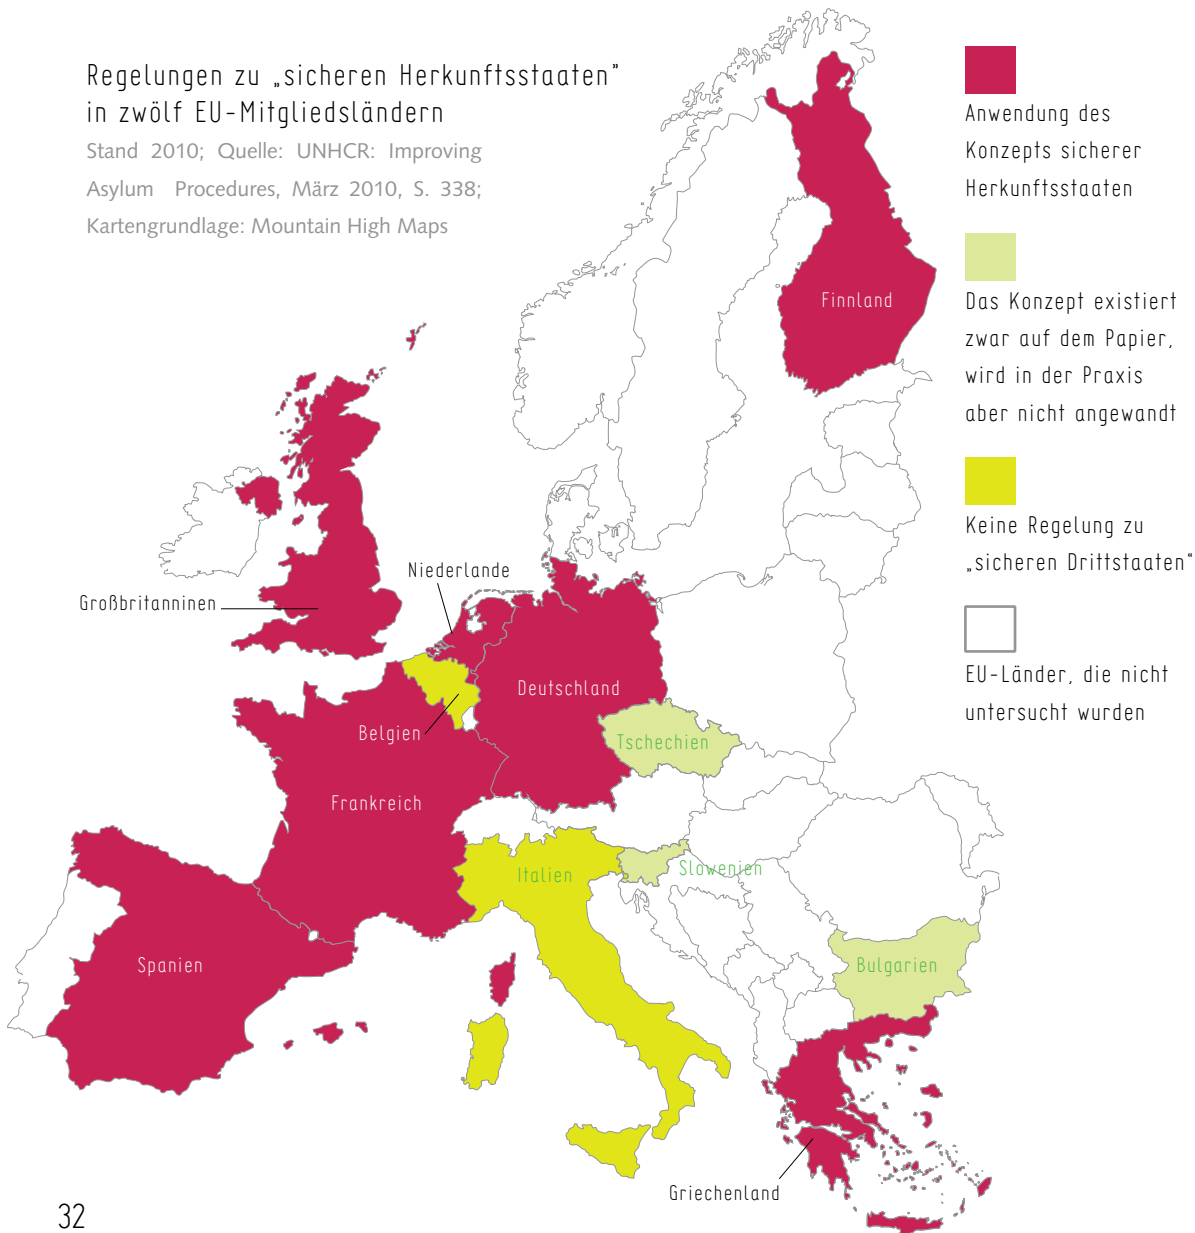 Regelungen zu „sicheren Herkunftsstaaten“
in zwölf EU-Mitgliedsländern
Stand 2010; Quelle: UNHCR: Improving
Asylum Procedures, März 2010, S. 338;
Kartengrundlage: Mountain High Maps
Anwendung des
Konzepts sicherer
Herkunftsstaaten
Das Konzept existiert
zwar auf dem Papier,
wird in der Praxis
aber nicht angewandt
Keine Regelung zu
„sicheren Drittstaaten“
EU-Länder, die nicht
untersucht wurden
Finnland
Niederlande
Großbritanninen
Deutschland
Belgien
Tschechien
Frankreich
Italien
Slowenien
Spanien
Bulgarien
Griechenland
32